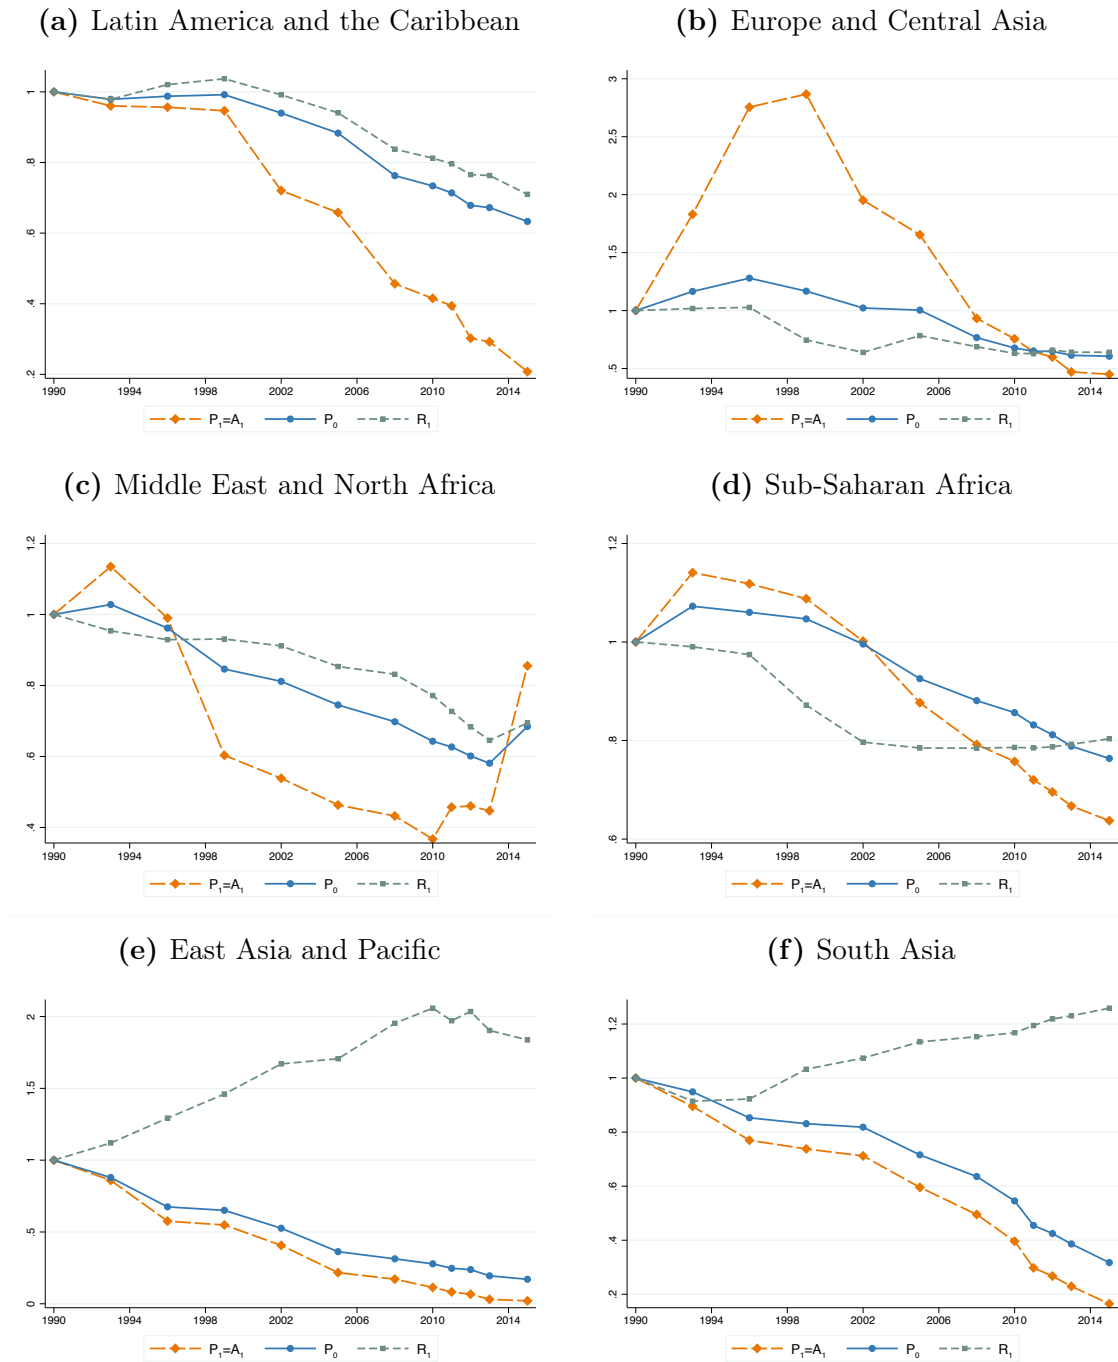 (a) Latin America and the Caribbean
(b) Europe and Central Asia
1
.8
.6
.4
.2
1990 1994 1998 2002 2006 2010 2014
P₁=A₁ P₀ R₁
3
2.5
2
1.5
1
.5
1990 1994 1998 2002 2006 2010 2014
P₁=A₁ P₀ R₁
(c) Middle East and North Africa
(d) Sub-Saharan Africa
1.2
1
.8
.6
.4
1990 1994 1998 2002 2006 2010 2014
P₁=A₁ P₀ R₁
1.2
1
.8
.6
1990 1994 1998 2002 2006 2010 2014
P₁=A₁ P₀ R₁
(e) East Asia and Pacific
(f) South Asia
2
1.5
1
.5
0
1990 1994 1998 2002 2006 2010 2014
P₁=A₁ P₀ R₁
1.2
1
.8
.6
.4
.2
1990 1994 1998 2002 2006 2010 2014
P₁=A₁ P₀ R₁